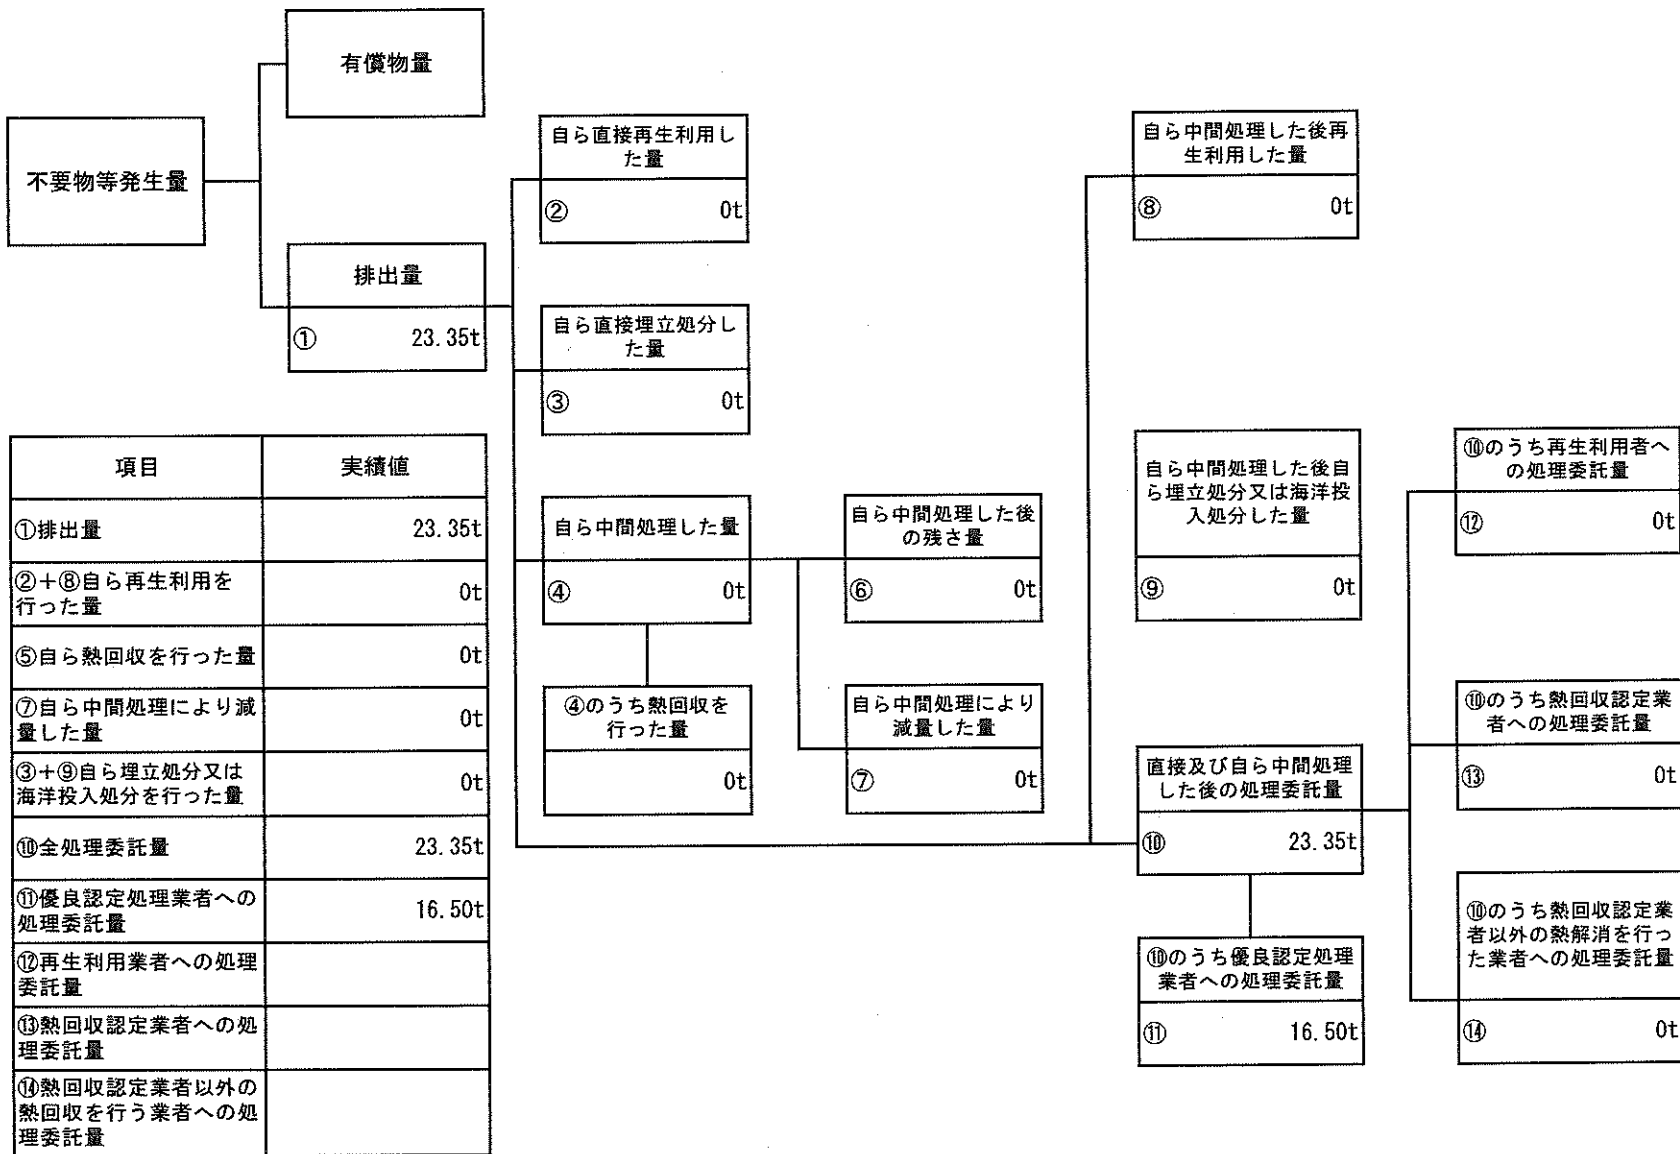 有償物量
不要物等発生量
排出量
① 23.35t
自ら直接再生利用し
た量
② 0t
自ら直接埋立処分し
た量
③ 0t
自ら中間処理した量
④ 0t
④のうち熱回収を
行った量
0t
自ら中間処理した後
の残さ量
⑥ 0t
自ら中間処理により
減量した量
⑦ 0t
自ら中間処理した後再
生利用した量
⑧ 0t
自ら中間処理した後自
ら埋立処分又は海洋投
入処分した量
⑨ 0t
直接及び自ら中間処理
した後の処理委託量
⑩ 23.35t
⑩のうち優良認定処理
業者への処理委託量
⑪ 16.50t
⑩のうち再生利用者へ
の処理委託量
⑫ 0t
⑩のうち熱回収認定業
者への処理委託量
⑬ 0t
⑩のうち熱回収認定業
者以外の熱解消を行っ
た業者への処理委託量
⑭ 0t
項目 実績値
①排出量 23.35t
②+⑧自ら再生利用を
行った量 0t
⑤自ら熱回収を行った量 0t
⑦自ら中間処理により減
量した量 0t
③+⑨自ら埋立処分又は
海洋投入処分を行った量 0t
⑩全処理委託量 23.35t
⑪優良認定処理業者への
処理委託量 16.50t
⑫再生利用業者への処理
委託量
⑬熱回収認定業者への処
理委託量
⑭熱回収認定業者以外の
熱回収を行う業者への処
理委託量